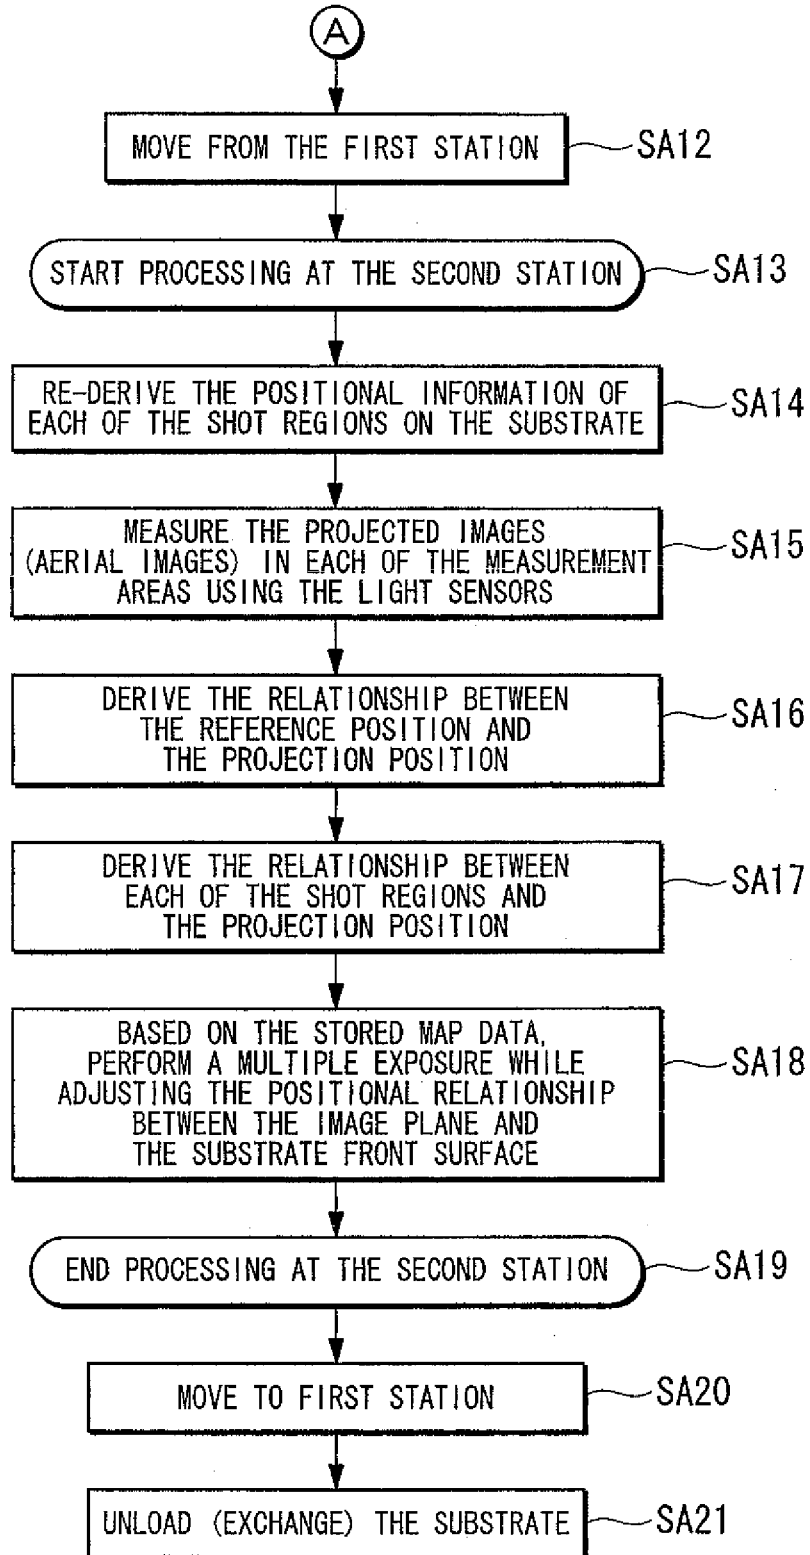 A
MOVE FROM THE FIRST STATION
SA12
START PROCESSING AT THE SECOND STATION
SA13
RE-DERIVE THE POSITIONAL INFORMATION OF
EACH OF THE SHOT REGIONS ON THE SUBSTRATE
SA14
MEASURE THE PROJECTED IMAGES
(AERIAL IMAGES) IN EACH OF THE MEASUREMENT
AREAS USING THE LIGHT SENSORS
SA15
DERIVE THE RELATIONSHIP BETWEEN
THE REFERENCE POSITION AND
THE PROJECTION POSITION
SA16
DERIVE THE RELATIONSHIP BETWEEN
EACH OF THE SHOT REGIONS AND
THE PROJECTION POSITION
SA17
BASED ON THE STORED MAP DATA,
PERFORM A MULTIPLE EXPOSURE WHILE
ADJUSTING THE POSITIONAL RELATIONSHIP
BETWEEN THE IMAGE PLANE AND
THE SUBSTRATE FRONT SURFACE
SA18
END PROCESSING AT THE SECOND STATION
SA19
MOVE TO FIRST STATION
SA20
UNLOAD (EXCHANGE) THE SUBSTRATE
SA21